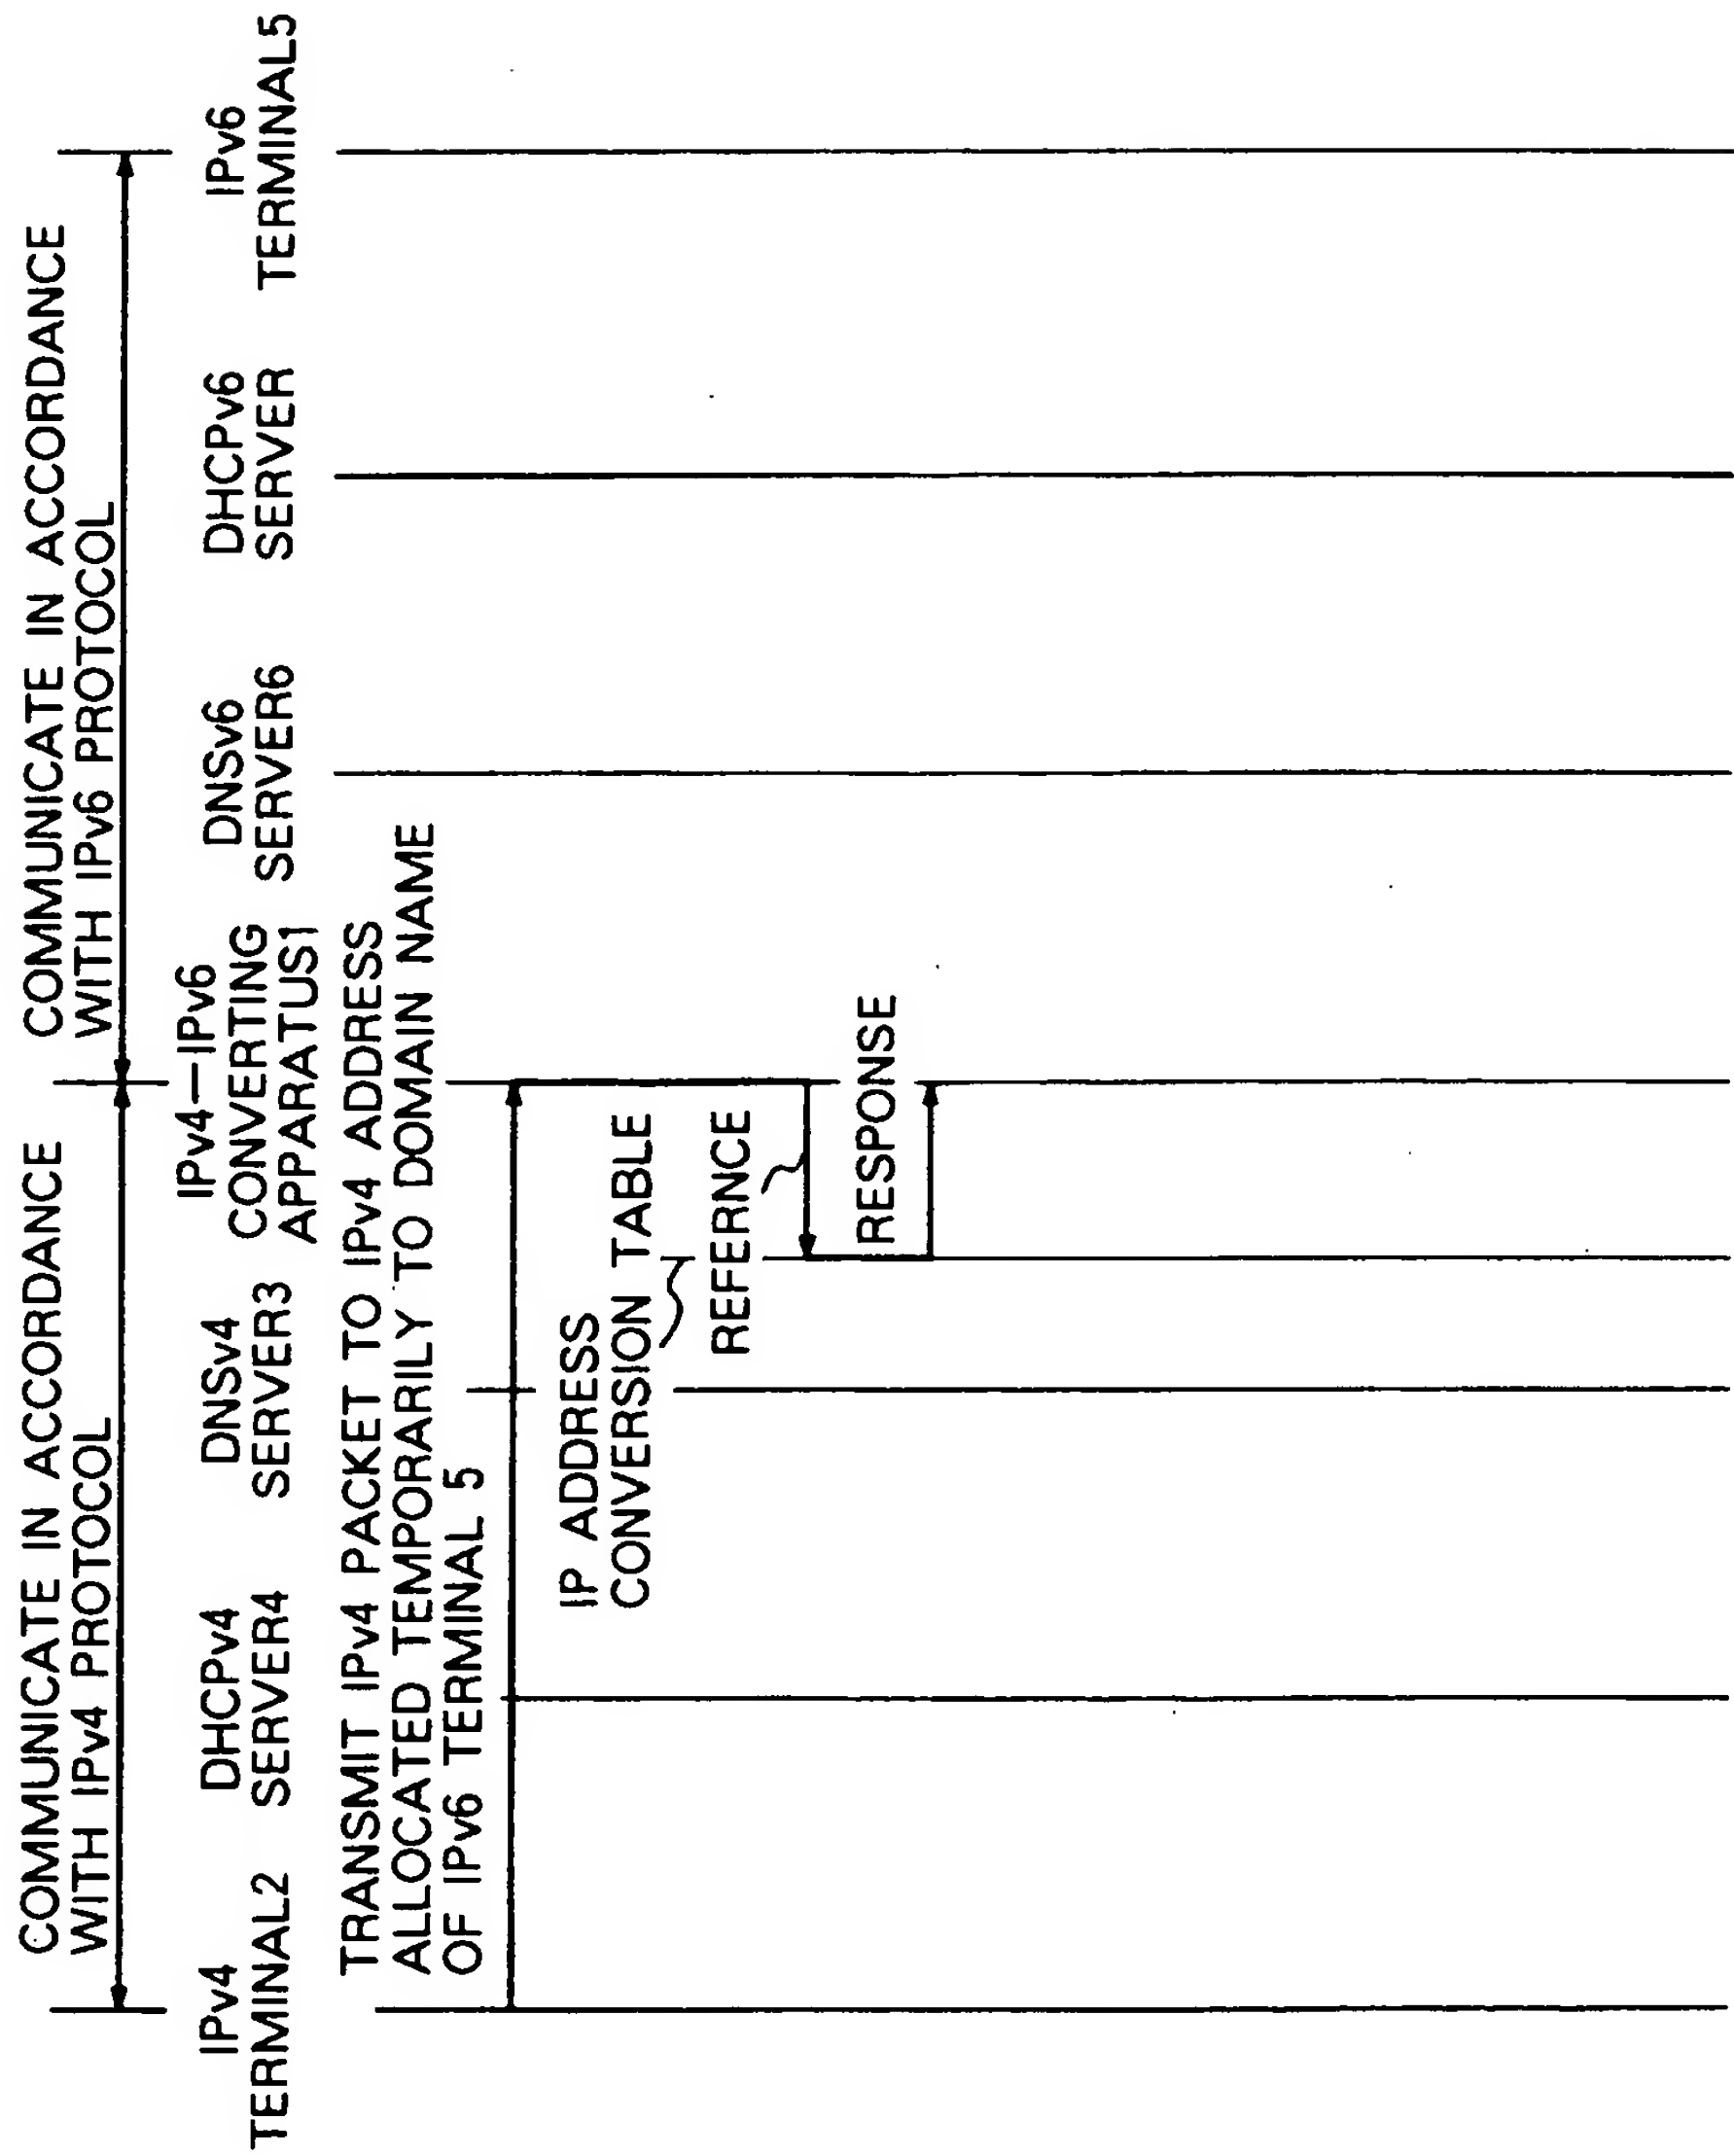 COMMUNICATE IN ACCORDANCE
WITH IPv4 PROTOCOL
COMMUNICATE IN ACCORDANCE
WITH IPv6 PROTOCOL
IPv4
TERMINAL2
DHCPv4
SERVER4
DNSv4
SERVER3
IPv4—IPv6
CONVERTING
APPARATUS1
DNSv6
SERVER6
DHCPv6
SERVER
IPv6
TERMINAL5
TRANSMIT IPv4 PACKET TO IPv4 ADDRESS
ALLOCATED TEMPORARILY TO DOMAIN NAME
OF IPv6 TERMINAL 5
IP ADDRESS
CONVERSION TABLE
REFERENCE
RESPONSE